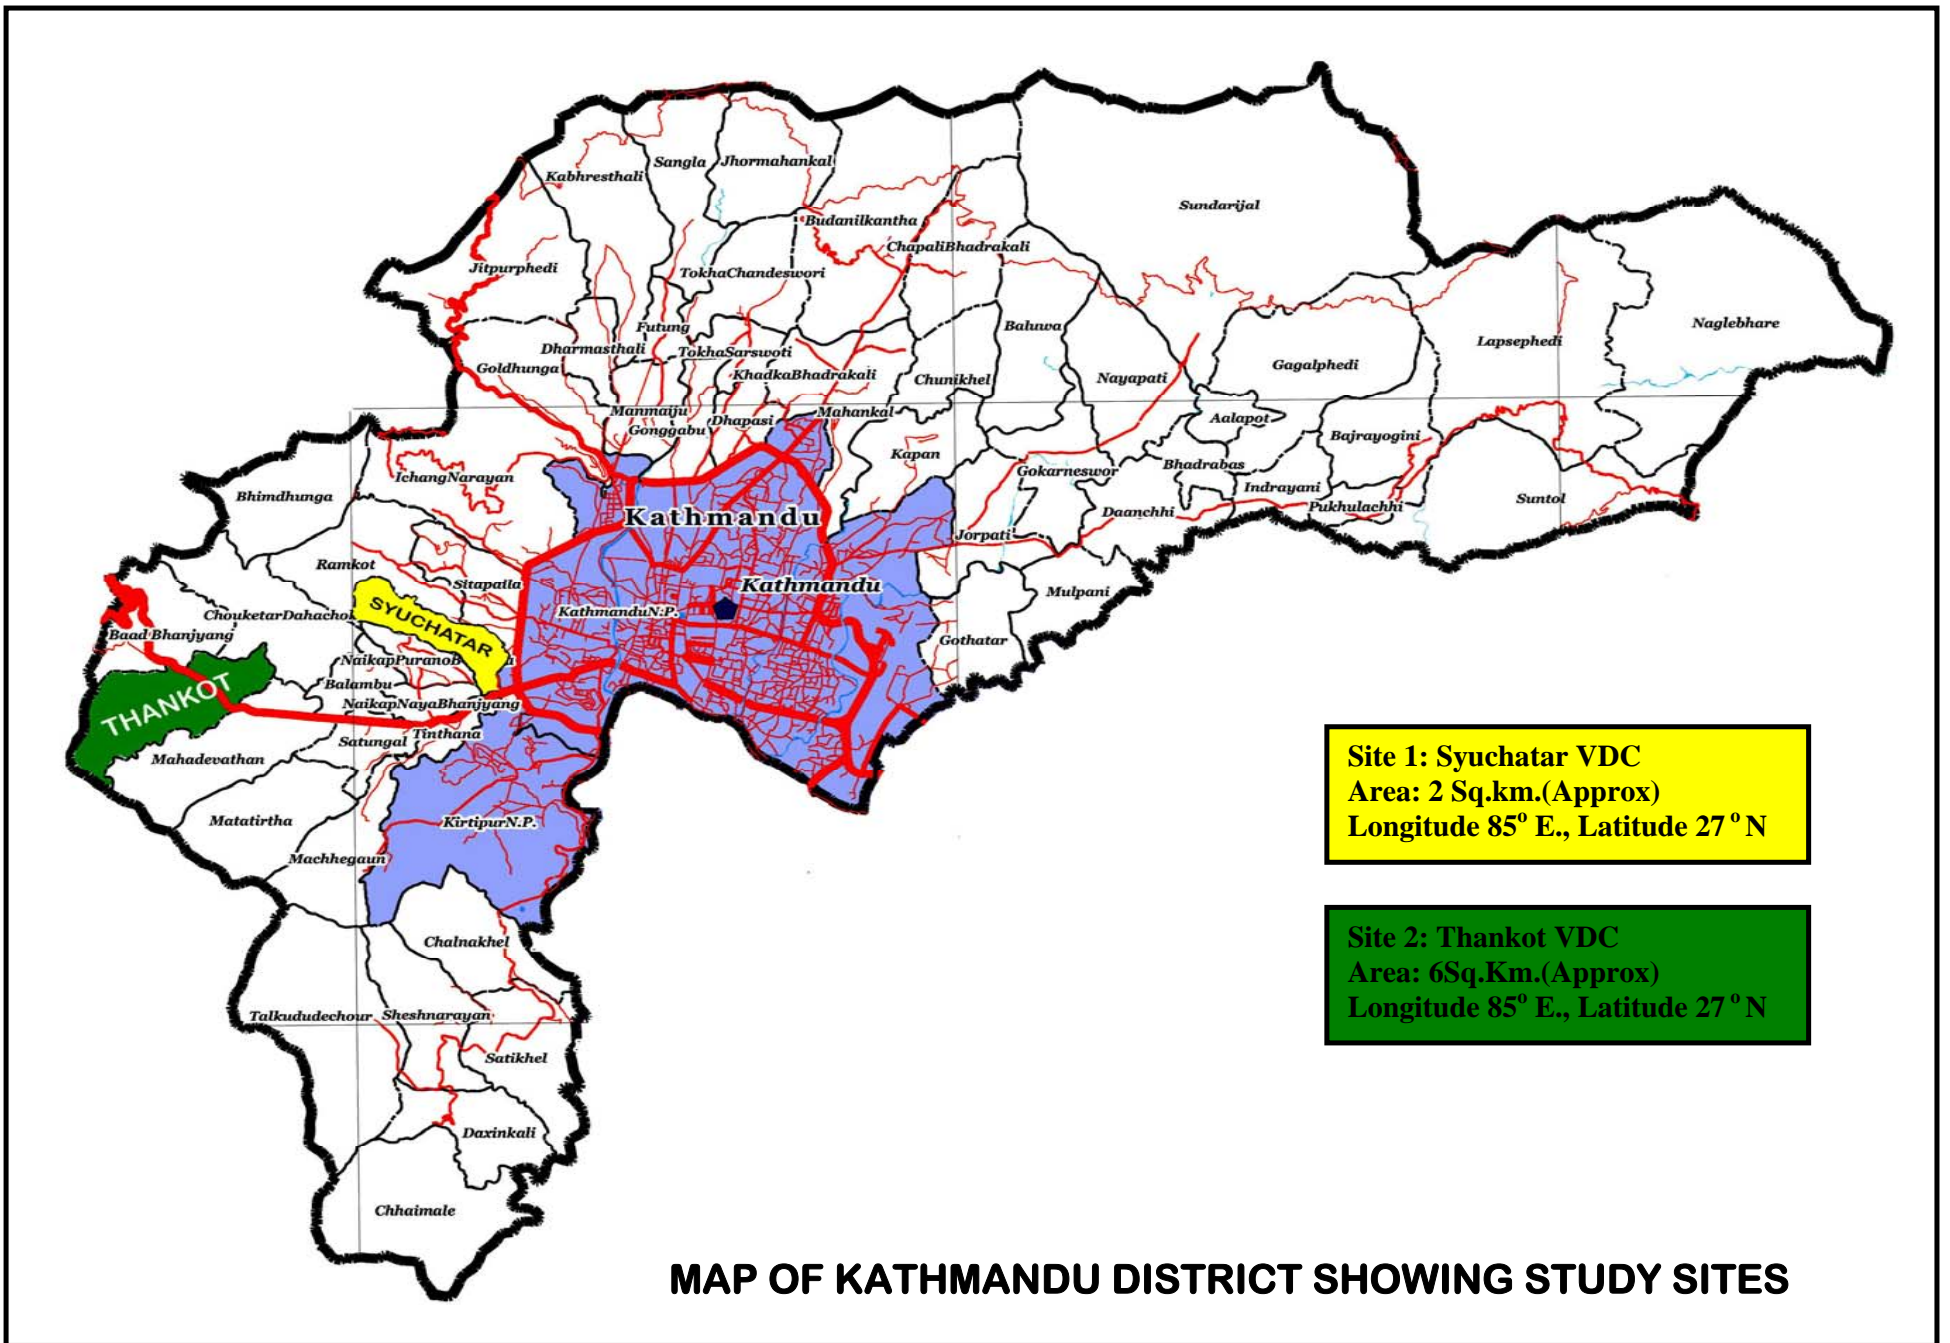 Sangla
Jhormahankal
Kabhresthali
Sundarijal
Budanilkantha
ChapaliBhadrakali
Jitpurphedi
TokhaChandeswori
Futung
Baluwa
Naglebhare
Lapsephedi
Dharmasthali
TokhaSarswoti
Goldhunga
KhadkaBhadrakali
Gagalphedi
Chunikhel
Nayapati
Manmaiju
Mahankal
Dhapasi
Gonggabu
Aalapot
Bajrayogini
Kapan
Bhadrabas
Gokarneswor
IchangNarayan
Indrayani
Bhimdhunga
Suntol
Pukhulachhi
Daanchhi
Kathmandu
Jorpati
Ramkot
Sitapaila
Kathmandu
Mulpani
SYUCHATAR
KathmanduN.P.
ChouketarDahachok
Baad Bhanjyang
Gothatar
NaikapPuranoB
Balambu
THANKOT
NaikapNayaBhanjyang
Tinthana
Satungal
Mahadevathan
Matatirtha
KirtipurN.P.
Machhegaun
Site 1: Syuchatar VDC
Area: 2 Sq.km.(Approx)
Longitude 85° E., Latitude 27 ° N
Site 2: Thankot VDC
Area: 6Sq.Km.(Approx)
Longitude 85° E., Latitude 27 ° N
Chalnakhel
Talkududechour
Sheshnarayan
Satikhel
Daxinkali
Chhaimale
MAP OF KATHMANDU DISTRICT SHOWING STUDY SITES